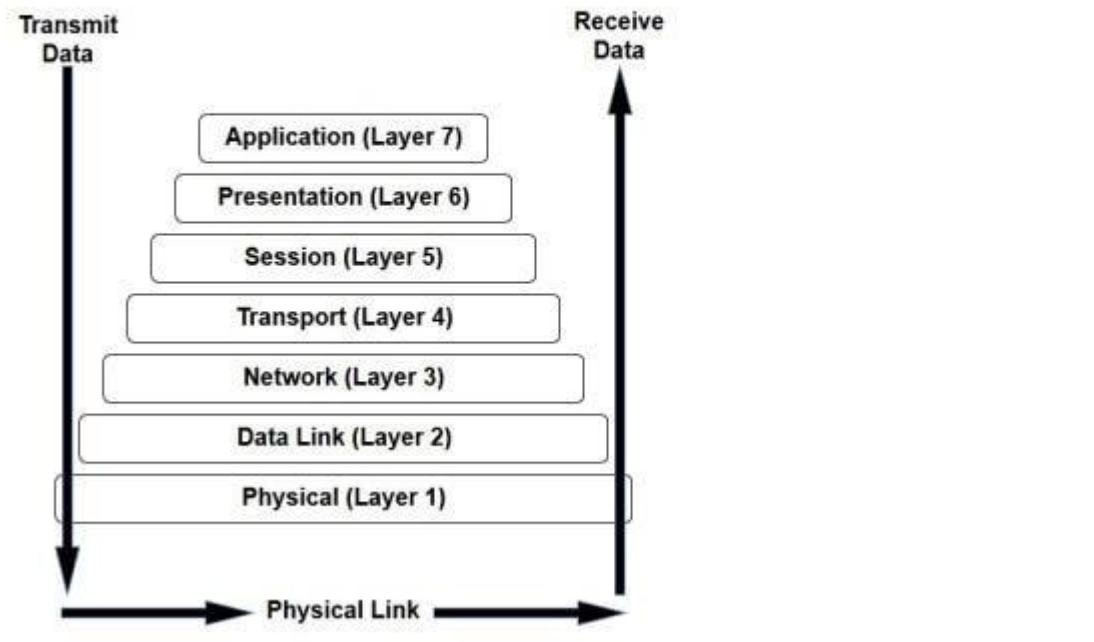 Transmit
Data
Receive
Data
Application (Layer 7)
Presentation (Layer 6)
Session (Layer 5)
Transport (Layer 4)
Network (Layer 3)
Data Link (Layer 2)
Physical (Layer 1)
Physical Link